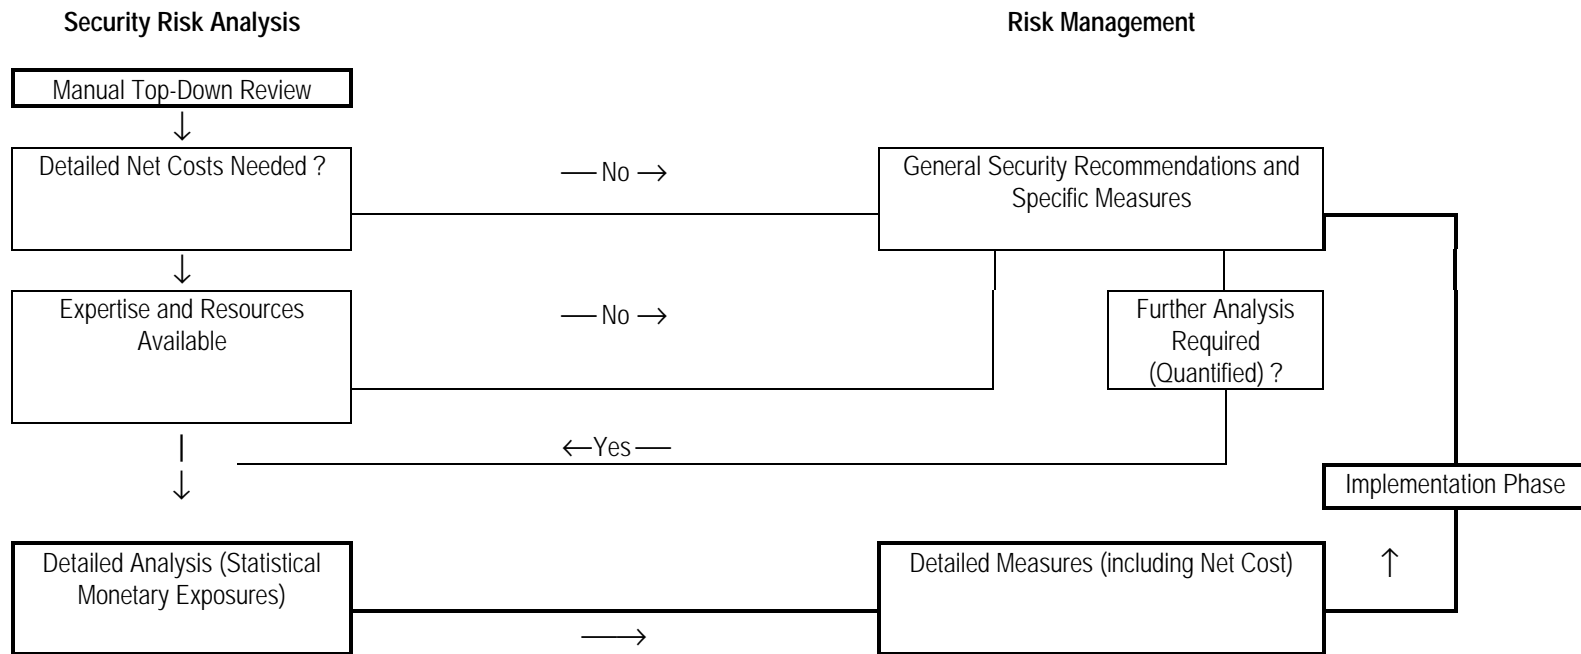 Security Risk Analysis
Risk Management
Manual Top-Down Review
Detailed Net Costs Needed ?
No
General Security Recommendations and
Specific Measures
Expertise and Resources
Available
No
Further Analysis
Required
(Quantified) ?
Yes
Implementation Phase
Detailed Analysis (Statistical
Monetary Exposures)
Detailed Measures (including Net Cost)